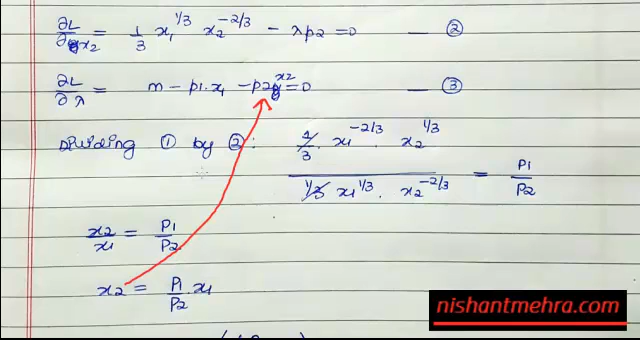 ∂L/∂x2 = 1/3 x1^1/3 x2^-2/3 - λp2 = 0 — ②
∂L/∂λ = m - p1.x1 - p2x2 = 0 — ③
Dividing ① by ②: 1/3 . x1^-2/3 . x2^1/3 / 1/3 x1^1/3 . x2^-2/3 = P1/P2
x2/x1 = P1/P2
x2 = P1/P2 . x1
nishantmehra.com